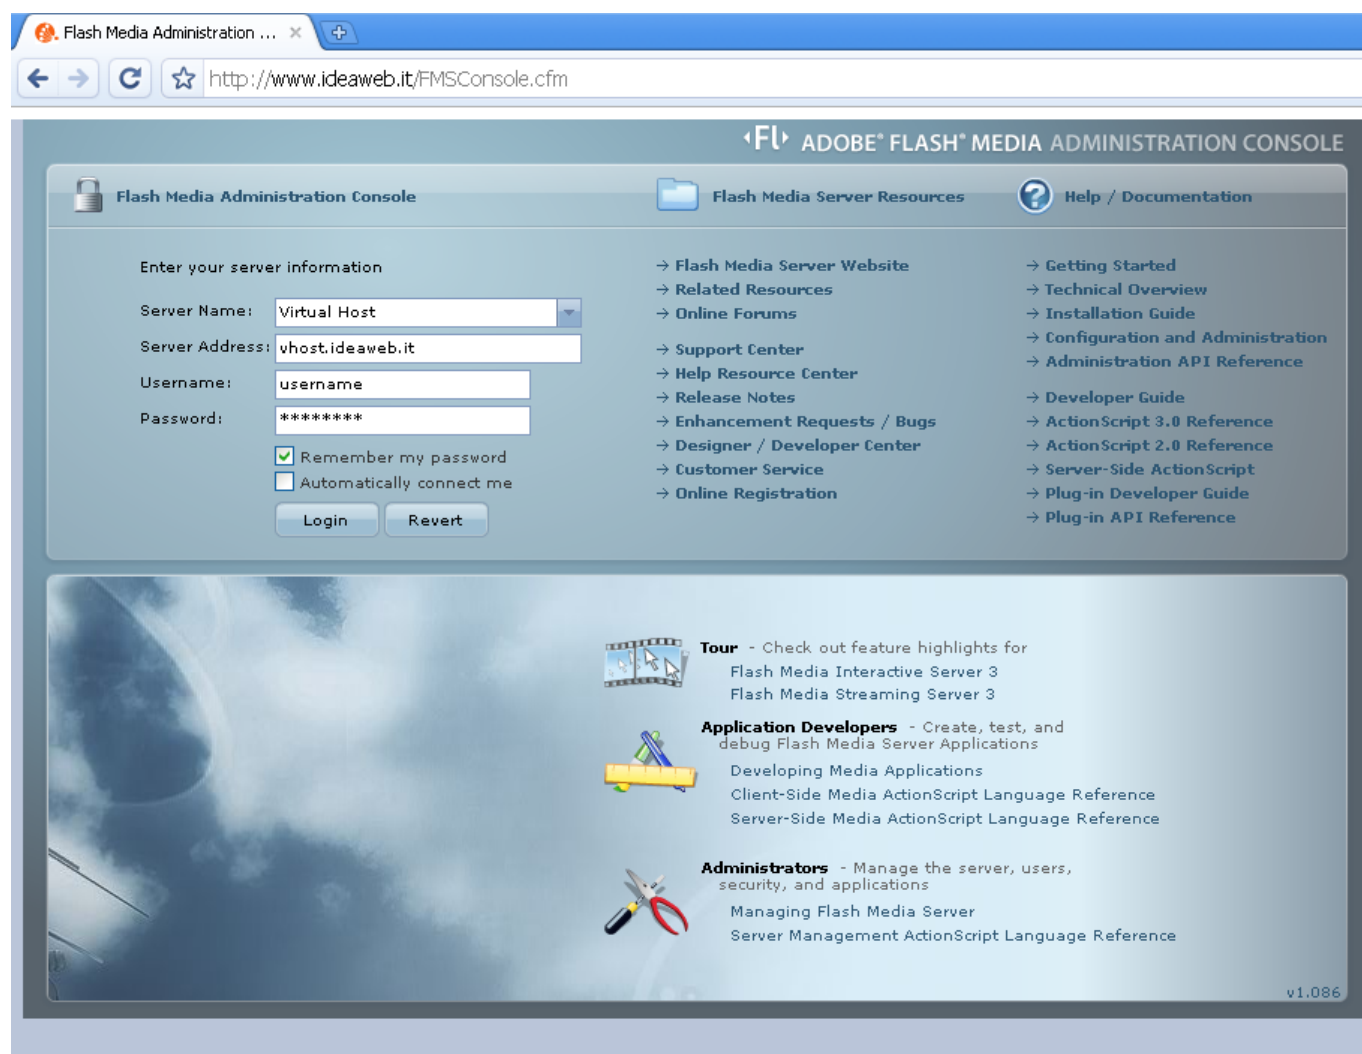 Flash Media Administration ...
http://www.ideaweb.it/FMSConsole.cfm
Fl ADOBE® FLASH® MEDIA ADMINISTRATION CONSOLE
Flash Media Administration Console
Enter your server information
Server Name: Virtual Host
Server Address: vhost.ideaweb.it
Username: username
Password: ********
Remember my password
Automatically connect me
Login Revert
Flash Media Server Resources
→ Flash Media Server Website
→ Related Resources
→ Online Forums
→ Support Center
→ Help Resource Center
→ Release Notes
→ Enhancement Requests / Bugs
→ Designer / Developer Center
→ Customer Service
→ Online Registration
Help / Documentation
→ Getting Started
→ Technical Overview
→ Installation Guide
→ Configuration and Administration
→ Administration API Reference
→ Developer Guide
→ ActionScript 3.0 Reference
→ ActionScript 2.0 Reference
→ Server-Side ActionScript
→ Plug-in Developer Guide
→ Plug-in API Reference
Tour - Check out feature highlights for
Flash Media Interactive Server 3
Flash Media Streaming Server 3
Application Developers - Create, test, and
debug Flash Media Server Applications
Developing Media Applications
Client-Side Media ActionScript Language Reference
Server-Side Media ActionScript Language Reference
Administrators - Manage the server, users,
security, and applications
Managing Flash Media Server
Server Management ActionScript Language Reference
v1.086